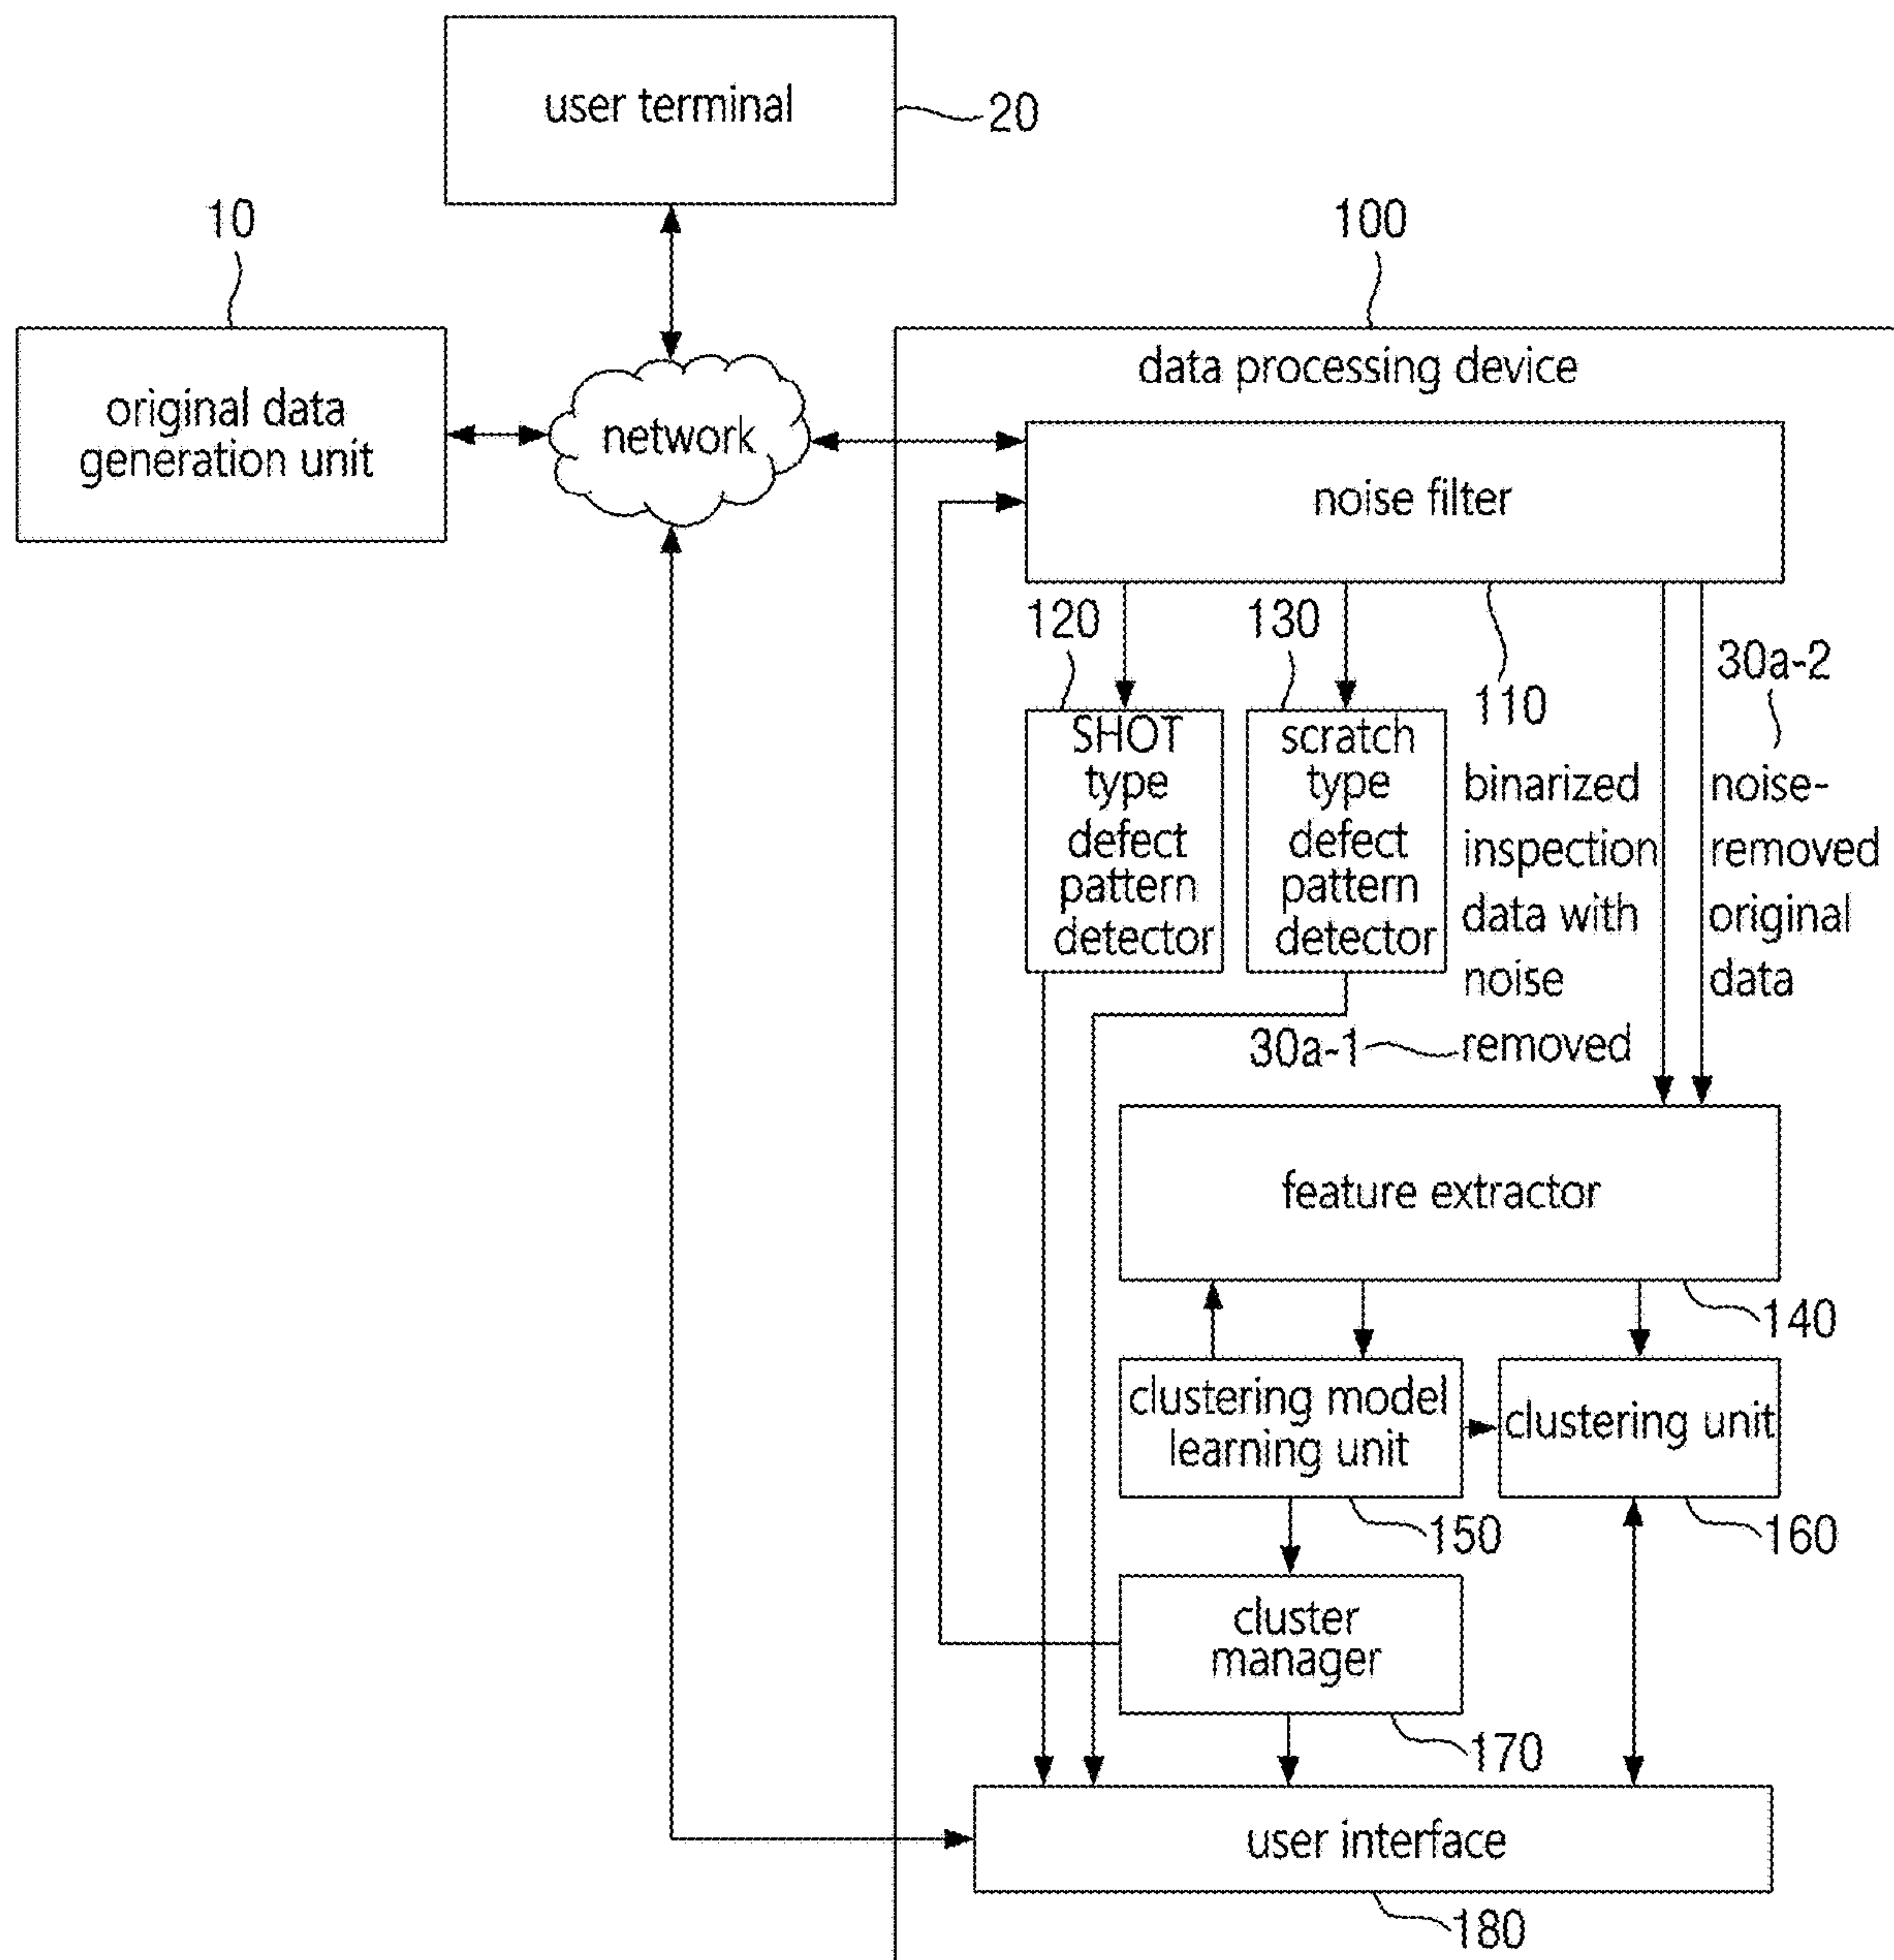 user terminal
20
10
100
original data
generation unit
network
data processing device
noise filter
120
130
110
30a-2
SHOT
type
defect
pattern
detector
scratch
type
defect
pattern
detector
binarized
inspection
data with
noise
removed
30a-1
noise-
removed
original
data
feature extractor
140
clustering model
learning unit
clustering unit
150
160
cluster
manager
170
user interface
180